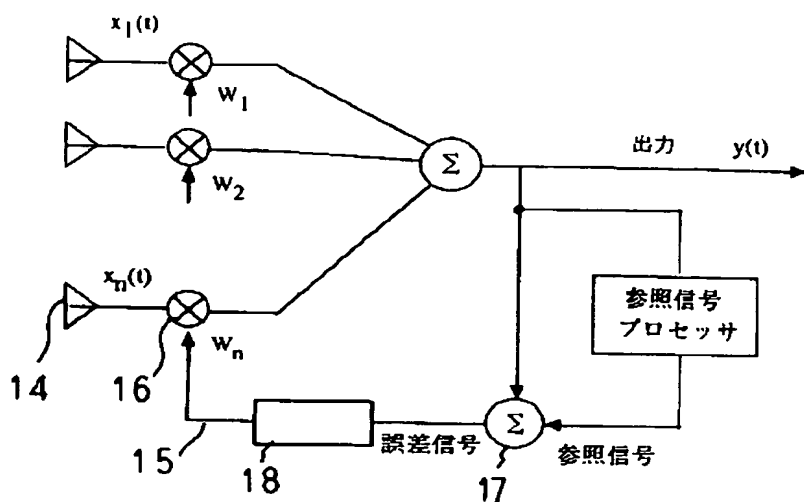 x1(t)
W1
W2
Σ
出力
y(t)
xn(t)
Wn
14
16
参照信号
プロセッサ
Σ
15
18
誤差信号
17
参照信号